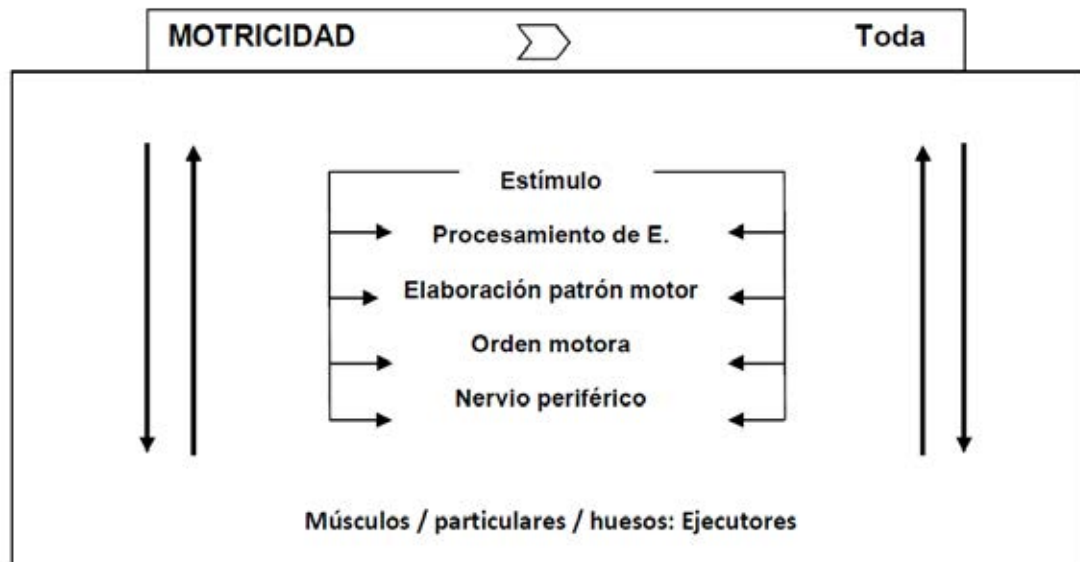 MOTRICIDAD Toda
Estímulo
Procesamiento de E.
Elaboración patrón motor
Orden motora
Nervio periférico
Músculos / particulares / huesos: Ejecutores